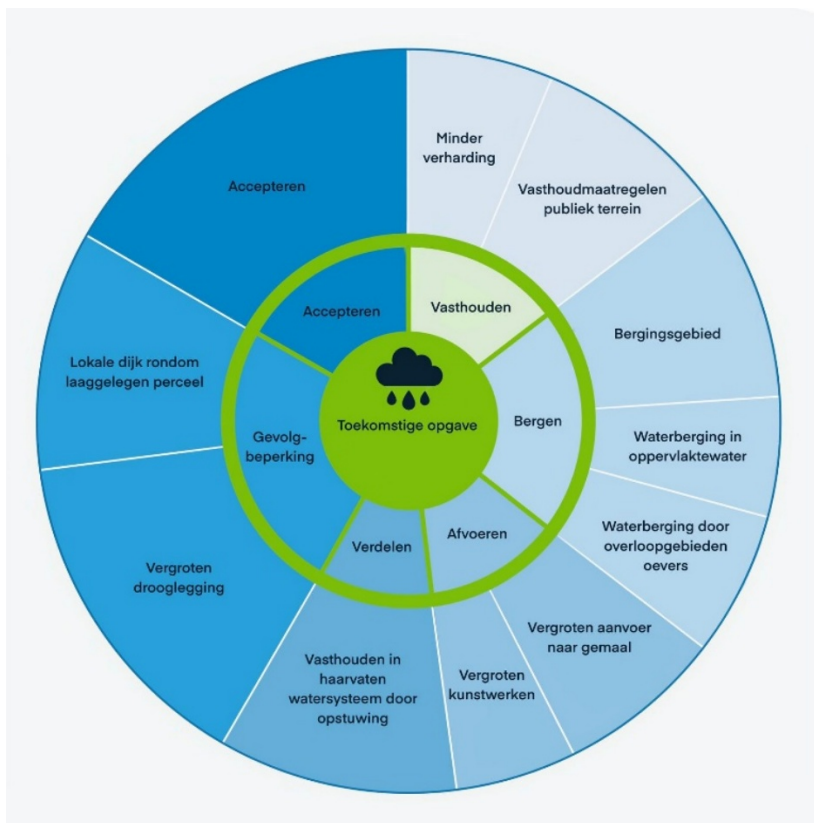 Accepteren
Minder
verharding
Vasthoudmaatregelen
publiek terrein
Bergingsgebied
Waterberging in
oppervlaktewater
Waterberging door
overloopgebieden
oevers
Vergroten aanvoer
naar gemaal
Vergroten
kunstwerken
Vasthouden in
haarvaten
watersysteem door
opstuwing
Vergroten
drooglegging
Lokale dijk rondom
laaggelegen perceel
Accepteren
Vasthouden
Bergen
Afvoeren
Verdelen
Gevolg-
beperking
Toekomstige opgave